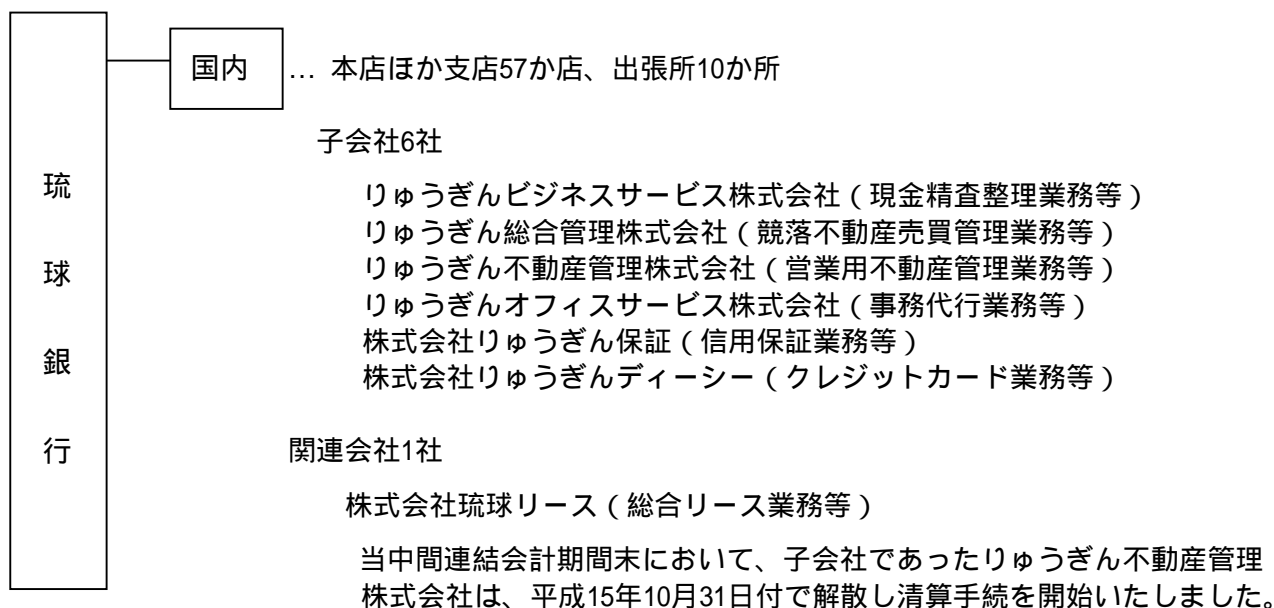 琉球銀行
国内 … 本店ほか支店57か店、出張所10か所
子会社6社
りゅうぎんビジネスサービス株式会社（現金精査整理業務等）
りゅうぎん総合管理株式会社（競落不動産売買管理業務等）
りゅうぎん不動産管理株式会社（営業用不動産管理業務等）
りゅうぎんオフィスサービス株式会社（事務代行業務等）
株式会社りゅうぎん保証（信用保証業務等）
株式会社りゅうぎんディーシー（クレジットカード業務等）
関連会社1社
株式会社琉球リース（総合リース業務等）
当中間連結会計期間末において、子会社であったりゅうぎん不動産管理
株式会社は、平成15年10月31日付で解散し清算手続を開始いたしました。